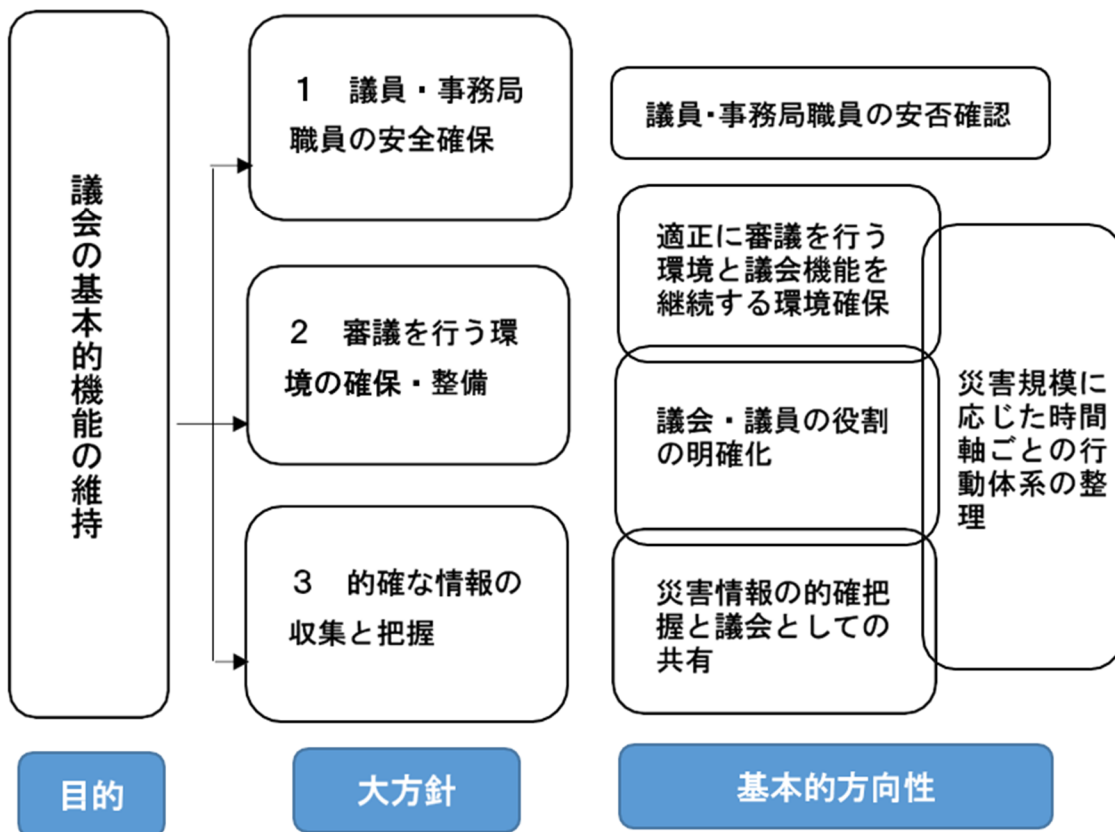 議会の基本的機能の維持
1 議員・事務局
職員の安全確保
2 審議を行う環
境の確保・整備
3 的確な情報の
収集と把握
議員・事務局職員の安否確認
適正に審議を行う
環境と議会機能を
継続する環境確保
議会・議員の役割
の明確化
災害情報の的確把
握と議会としての
共有
災害規模に
応じた時間
軸ごとの行
動体系の整
理
目的
大方針
基本的方向性